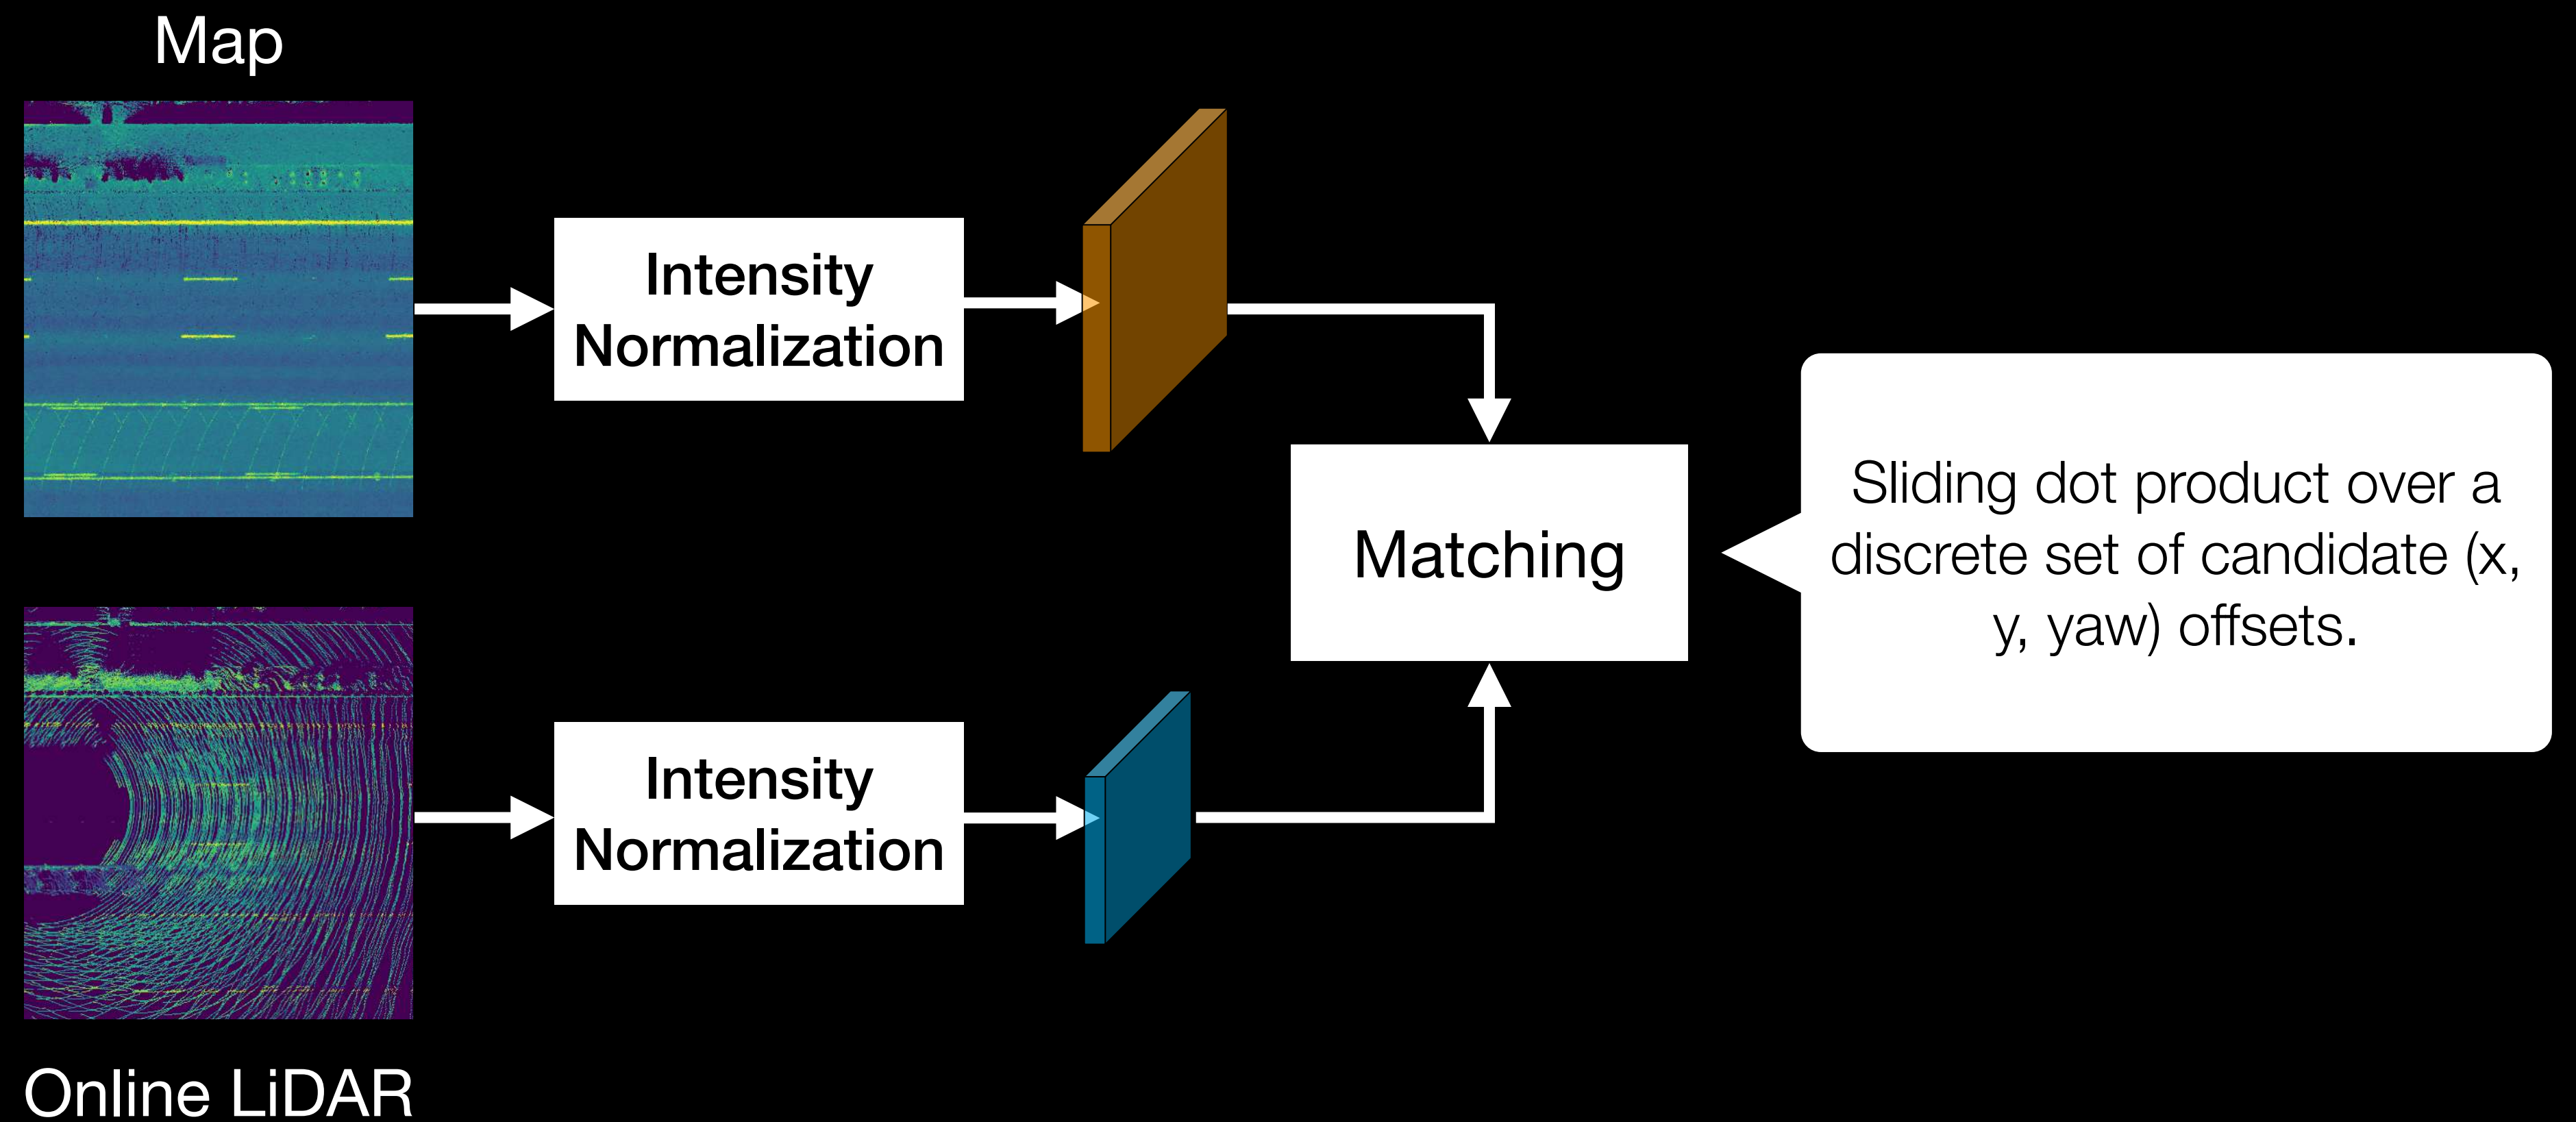 Map
Intensity
Normalization
Matching
Sliding dot product over a
discrete set of candidate (x,
y, yaw) offsets.
Intensity
Normalization
Online LiDAR